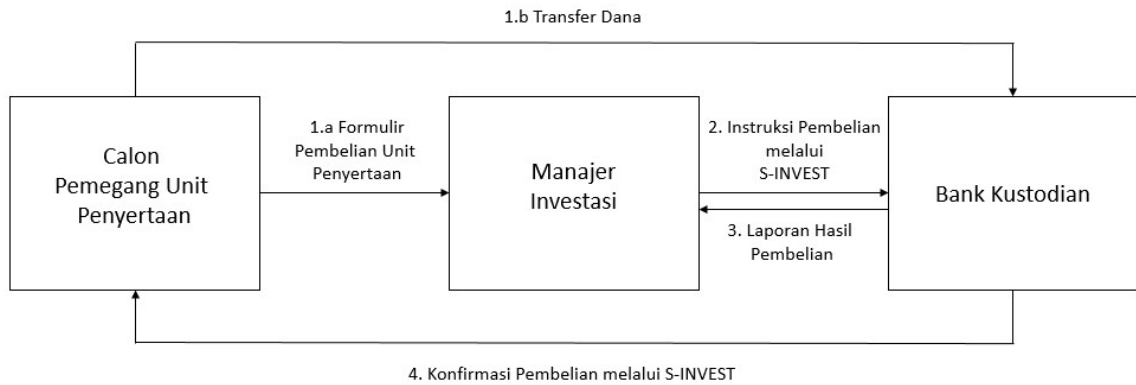 1.b Transfer Dana
Calon
Pemegang Unit
Penyertaan
1.a Formulir
Pembelian Unit
Penyertaan
Manajer
Investasi
2. Instruksi Pembelian
melalui
S-INVEST
3. Laporan Hasil
Pembelian
Bank Kustodian
4. Konfirmasi Pembelian melalui S-INVEST